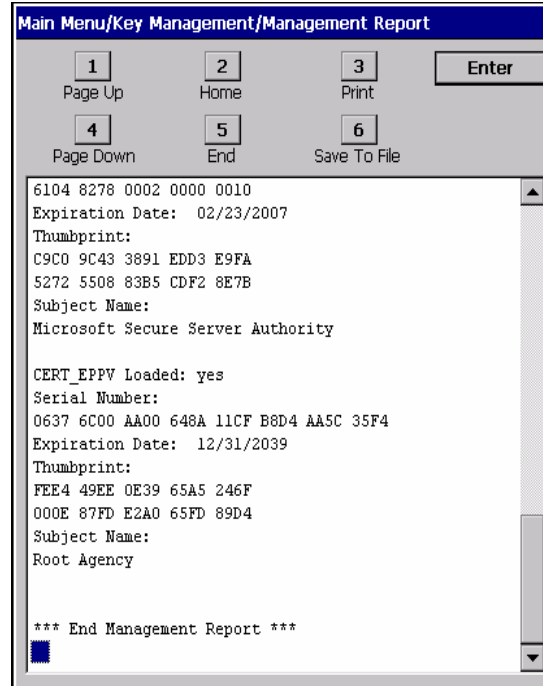 Main Menu/Key Management/Management Report
1 2 3 Enter
Page Up Home Print
4 5 6
Page Down End Save To File
6104 8278 0002 0000 0010
Expiration Date: 02/23/2007
Thumbprint:
C9C0 9C43 3891 EDD3 E9FA
5272 5508 83B5 CDF2 8E7B
Subject Name:
Microsoft Secure Server Authority
CERT_EPPV Loaded: yes
Serial Number:
0637 6C00 AA00 648A 11CF B8D4 AA5C 35F4
Expiration Date: 12/31/2039
Thumbprint:
FEE4 49EE 0E39 65A5 246F
000E 87FD E2A0 65FD 89D4
Subject Name:
Root Agency
*** End Management Report ***